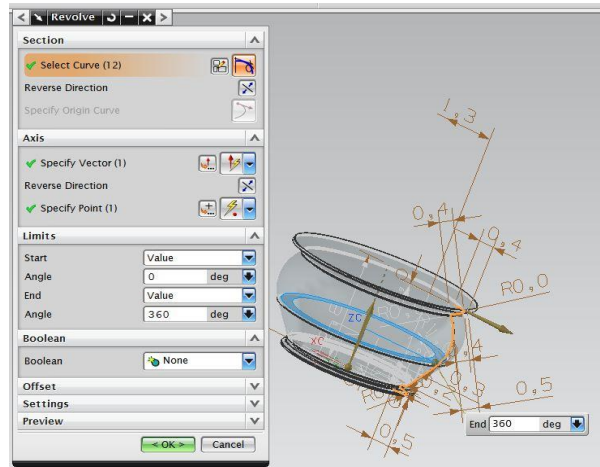 Revolve
Section
Select Curve (12)
Reverse Direction
Specify Origin Curve
Axis
Specify Vector (1)
Reverse Direction
Specify Point (1)
Limits
Start Value
Angle 0 deg
End Value
Angle 360 deg
Boolean
Boolean None
Offset
Settings
Preview
< OK > Cancel
1,3
0,4
0,4
R0,0
ZC
XC
0,5
0,5
End 360 deg